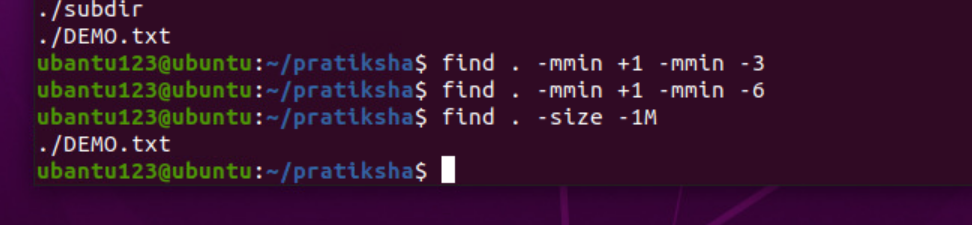 ./subdir
./DEMO.txt
ubantu123@ubuntu:~/pratiksha$ find . -mmin +1 -mmin -3
ubantu123@ubuntu:~/pratiksha$ find . -mmin +1 -mmin -6
ubantu123@ubuntu:~/pratiksha$ find . -size -1M
./DEMO.txt
ubantu123@ubuntu:~/pratiksha$